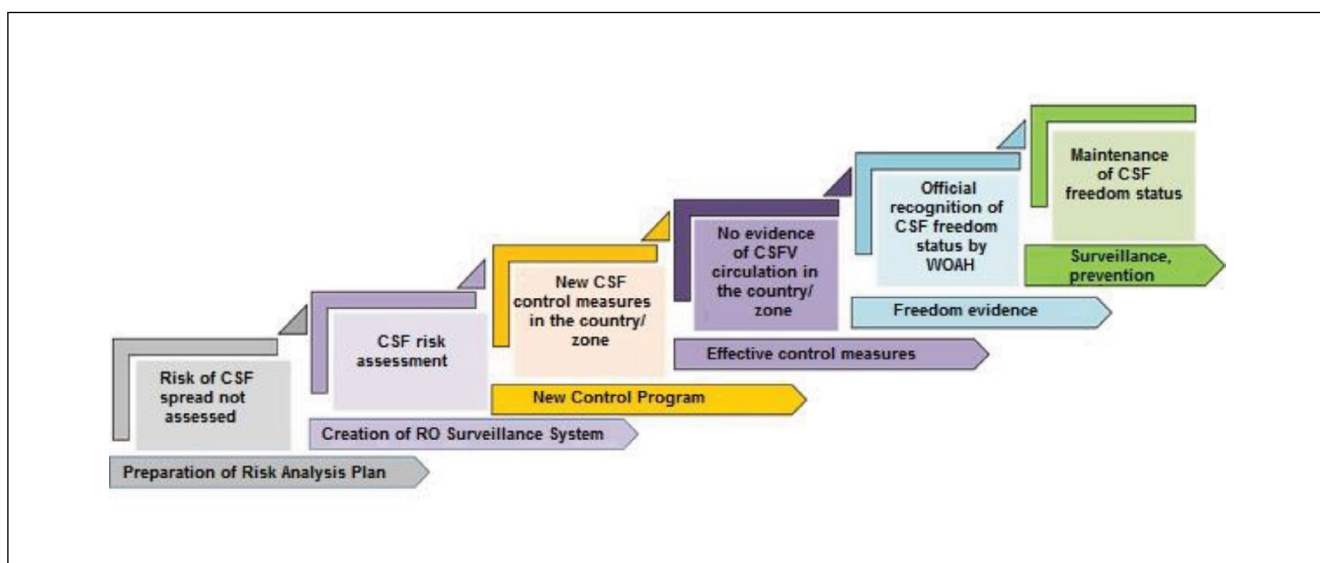 Risk of CSF
spread not
assessed
Preparation of Risk Analysis Plan
CSF risk
assessment
Creation of RO Surveillance System
New CSF
control measures
in the country/
zone
New Control Program
No evidence
of CSFV
circulation in
the country/
zone
Effective control measures
Official
recognition of
CSF freedom
status by
WOAH
Freedom evidence
Maintenance
of CSF
freedom status
Surveillance,
prevention